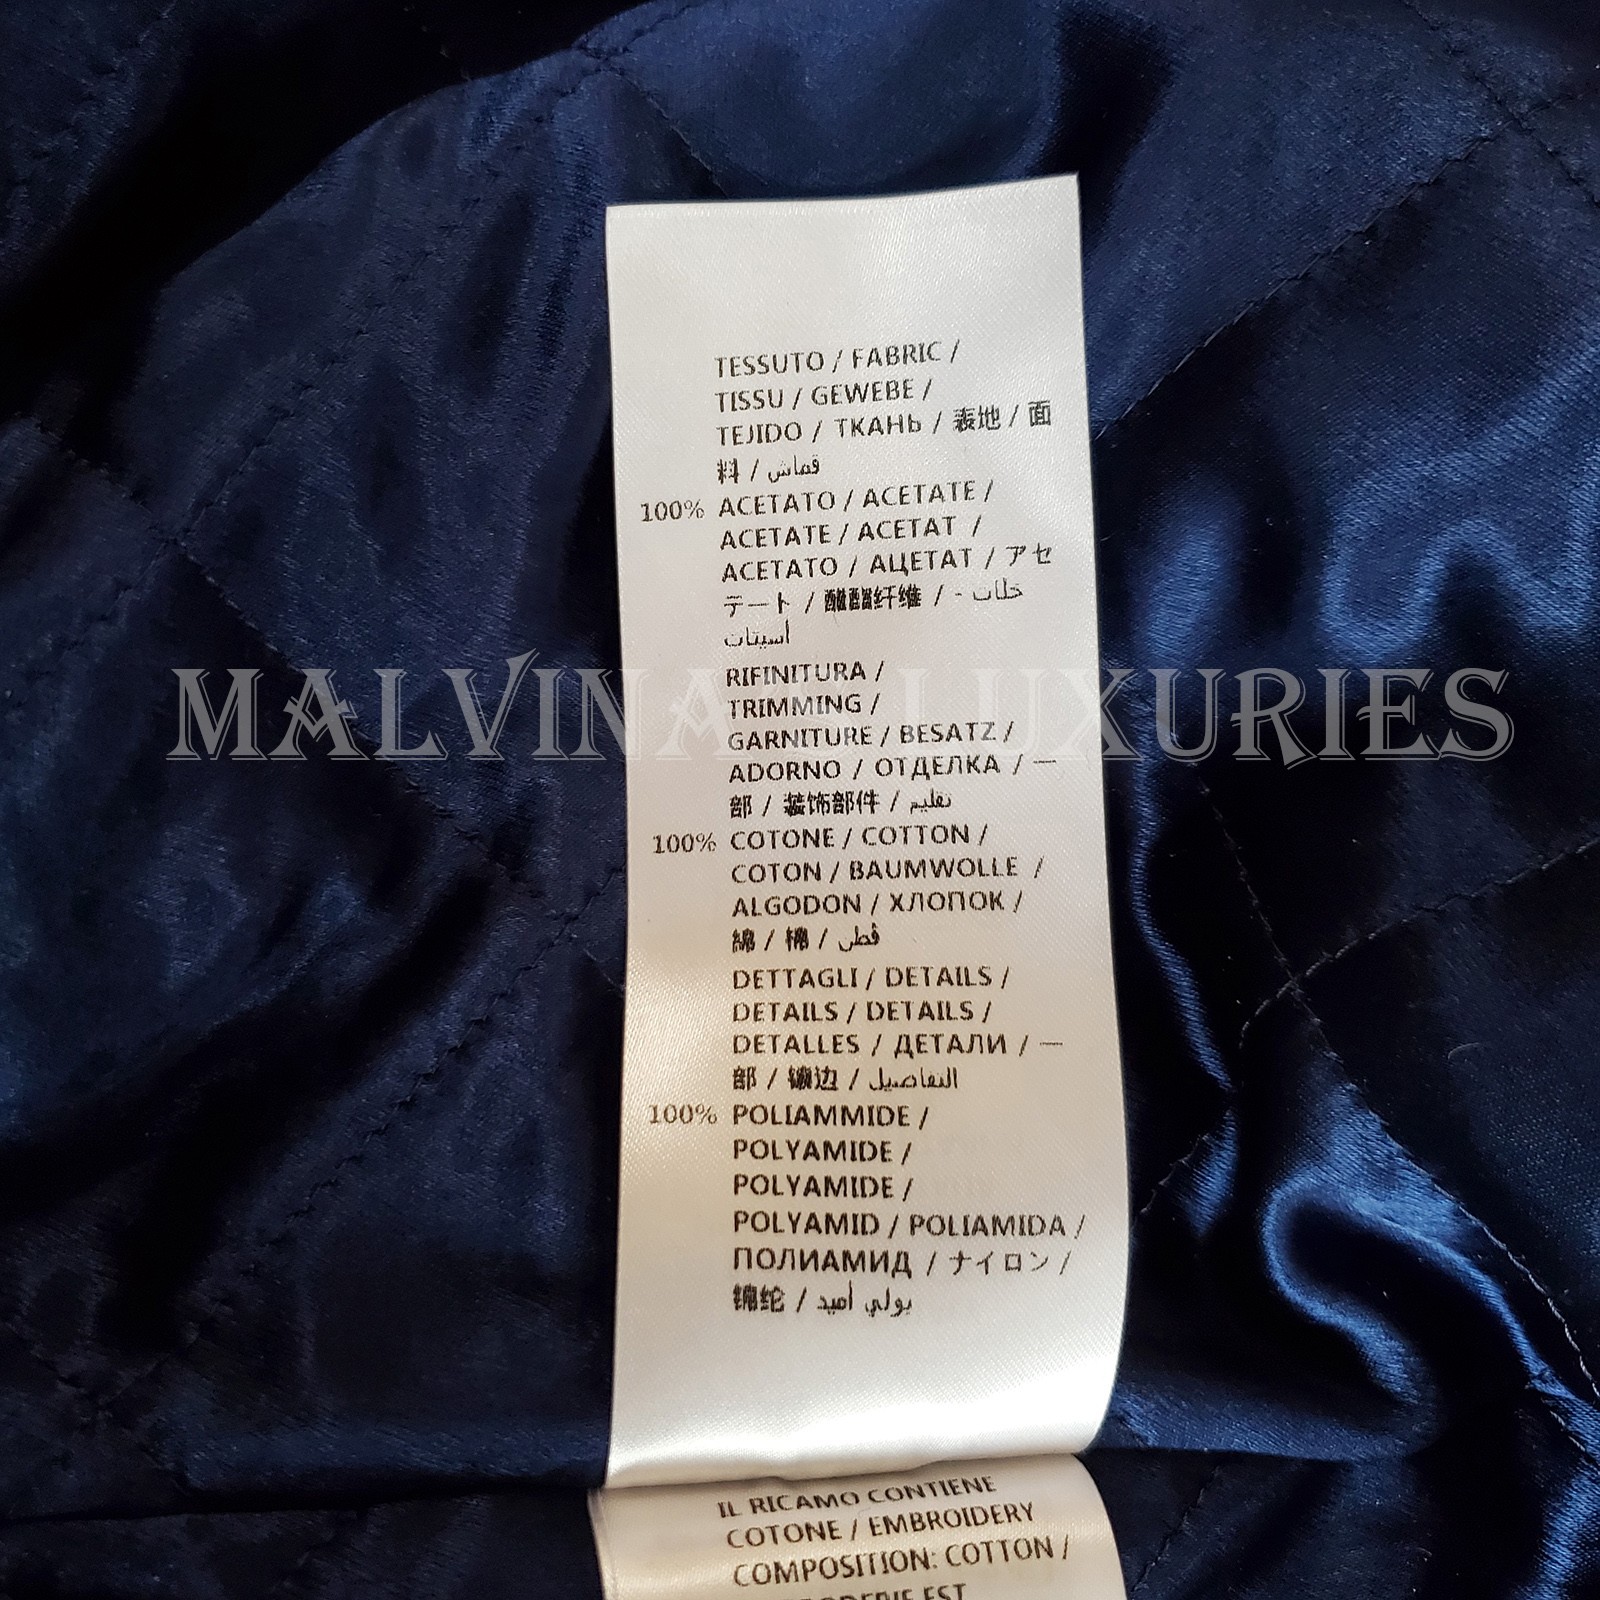 TESSUTO / FABRIC /
TISSU / GEWEBE /
TEJIDO / ТКАНЬ / 表地 / 面
料 / قماش
100% ACETATO / ACETATE /
ACETATE / ACETAT /
ACETATO / АЦЕТАТ / アセ
テート / 醋酯纤维 / خلات -
أسيتات
RIFINITURA /
TRIMMING /
GARNITURE / BESATZ /
ADORNO / ОТДЕЛКА / 一
部 / 装饰部件 / تقليم
100% COTONE / COTTON /
COTON / BAUMWOLLE /
ALGODON / ХЛОПОК /
綿 / 棉 / قطن
DETTAGLI / DETAILS /
DETAILS / DETAILS /
DETALLES / ДЕТАЛИ / 一
部 / 镶边 / التفاصيل
100% POLIAMMIDE /
POLYAMIDE /
POLYAMIDE /
POLYAMID / POLIAMIDA /
ПОЛИАМИД / ナイロン /
锦纶 / بولي أميد
IL RICAMO CONTIENE
COTONE / EMBROIDERY
COMPOSITION: COTTON /
EST
MALVINA'S LUXURIES